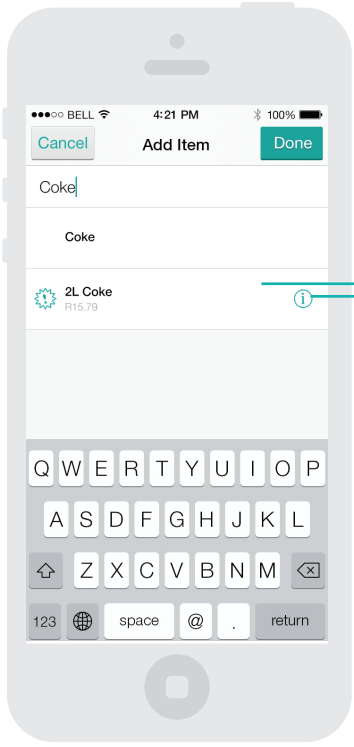 BELL 4:21 PM 100%
Cancel Add Item Done
Coke
Coke
2L Coke
R15.79
i
Q W E R T Y U I O P
A S D F G H J K L
Z X C V B N M
123 space @ . return